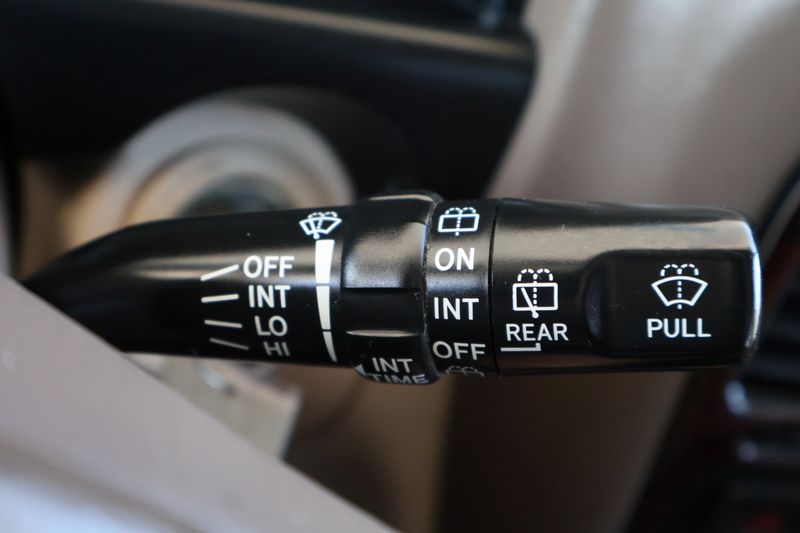 OFF
INT
LO
HI
INT
TIME
ON
INT
OFF
REAR
PULL